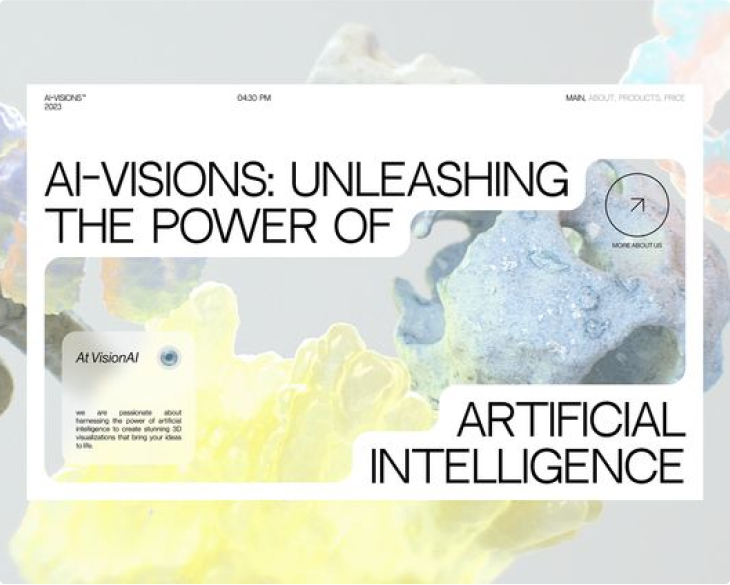 AI-VISIONS™
2023
04:30 PM
MAIN, ABOUT, PRODUCTS, PRICE
AI-VISIONS: UNLEASHING
THE POWER OF
MORE ABOUT US
At VisionAI
we are passionate about
harnessing the power of artificial
intelligence to create stunning 3D
visualizations that bring your ideas
to life.
ARTIFICIAL
INTELLIGENCE